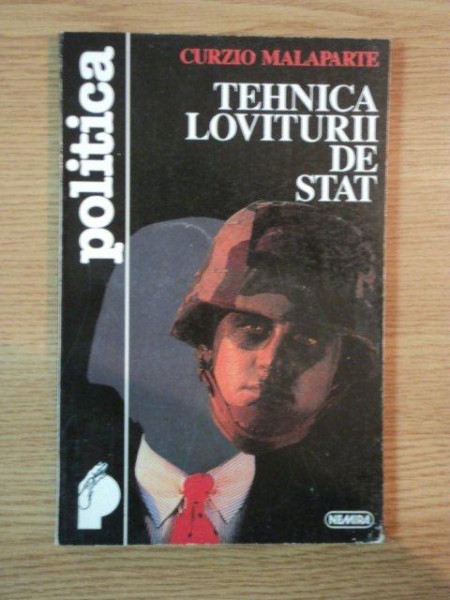 CURZIO MALAPARTE
TEHNICA
LOVITURII
DE
STAT
politica
NEMIRA